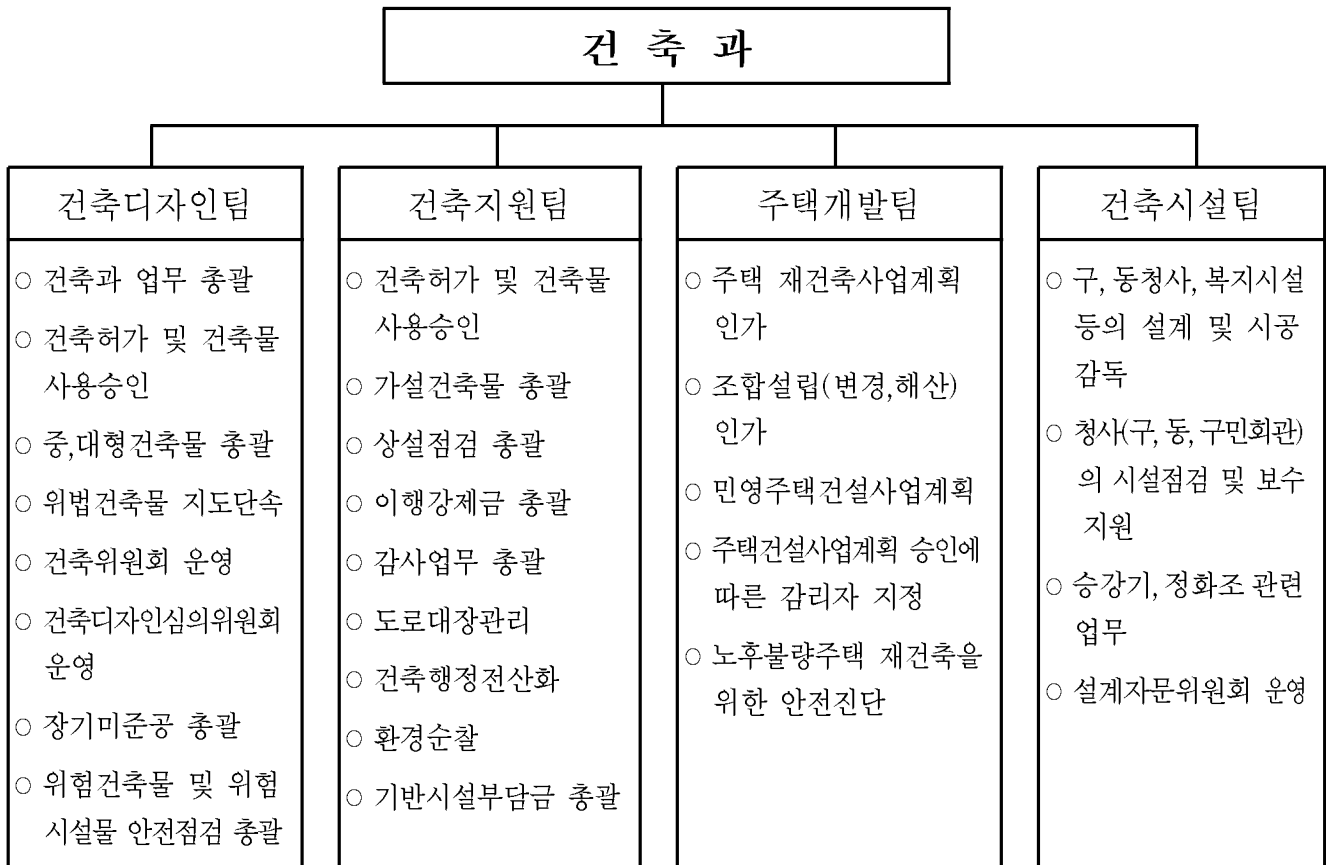 건 축 과
건축디자인팀
○ 건축과 업무 총괄
○ 건축허가 및 건축물
사용승인
○ 중,대형건축물 총괄
○ 위법건축물 지도단속
○ 건축위원회 운영
○ 건축디자인심의위원회
운영
○ 장기미준공 총괄
○ 위험건축물 및 위험
시설물 안전점검 총괄
건축지원팀
○ 건축허가 및 건축물
사용승인
○ 가설건축물 총괄
○ 상설점검 총괄
○ 이행강제금 총괄
○ 감사업무 총괄
○ 도로대장관리
○ 건축행정전산화
○ 환경순찰
○ 기반시설부담금 총괄
주택개발팀
○ 주택 재건축사업계획
인가
○ 조합설립(변경,해산)
인가
○ 민영주택건설사업계획
○ 주택건설사업계획 승인에
따른 감리자 지정
○ 노후불량주택 재건축을
위한 안전진단
건축시설팀
○ 구, 동청사, 복지시설
등의 설계 및 시공
감독
○ 청사(구, 동, 구민회관)
의 시설점검 및 보수
지원
○ 승강기, 정화조 관련
업무
○ 설계자문위원회 운영